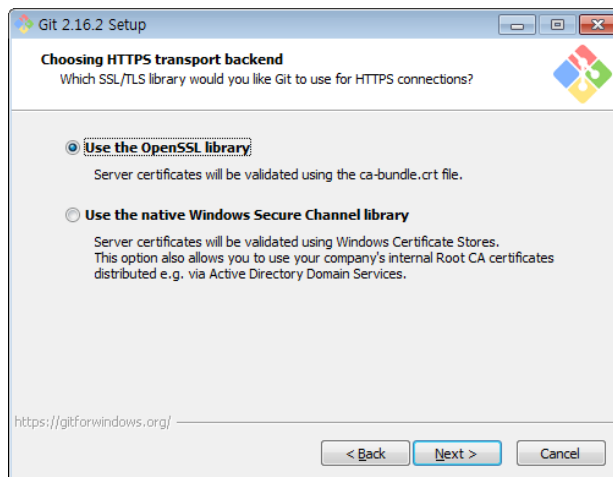 Git 2.16.2 Setup
Choosing HTTPS transport backend
Which SSL/TLS library would you like Git to use for HTTPS connections?
Use the OpenSSL library
Server certificates will be validated using the ca-bundle.crt file.
Use the native Windows Secure Channel library
Server certificates will be validated using Windows Certificate Stores.
This option also allows you to use your company's internal Root CA certificates
distributed e.g. via Active Directory Domain Services.
https://gitforwindows.org/
< Back Next > Cancel